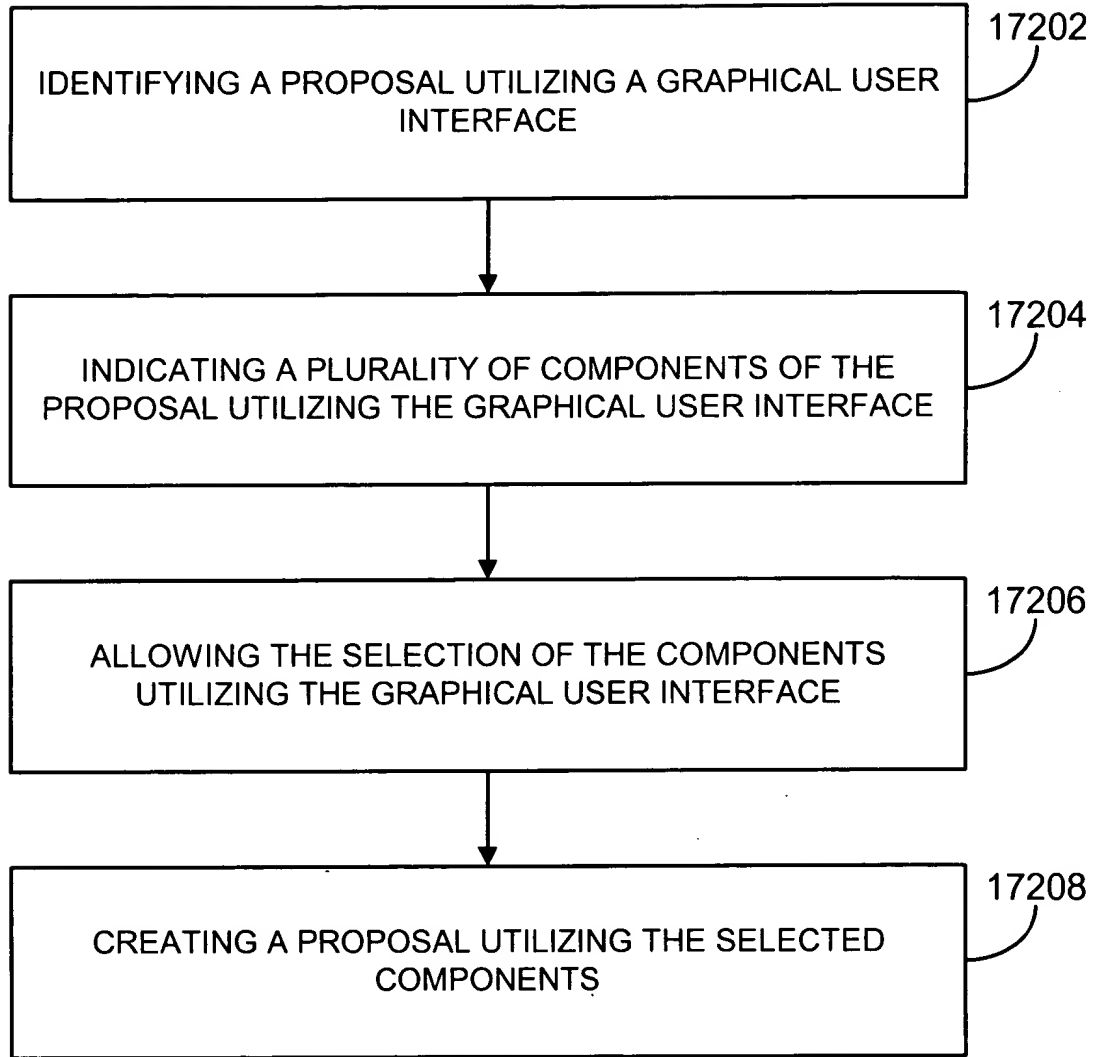 17202
IDENTIFYING A PROPOSAL UTILIZING A GRAPHICAL USER
INTERFACE
17204
INDICATING A PLURALITY OF COMPONENTS OF THE
PROPOSAL UTILIZING THE GRAPHICAL USER INTERFACE
17206
ALLOWING THE SELECTION OF THE COMPONENTS
UTILIZING THE GRAPHICAL USER INTERFACE
17208
CREATING A PROPOSAL UTILIZING THE SELECTED
COMPONENTS